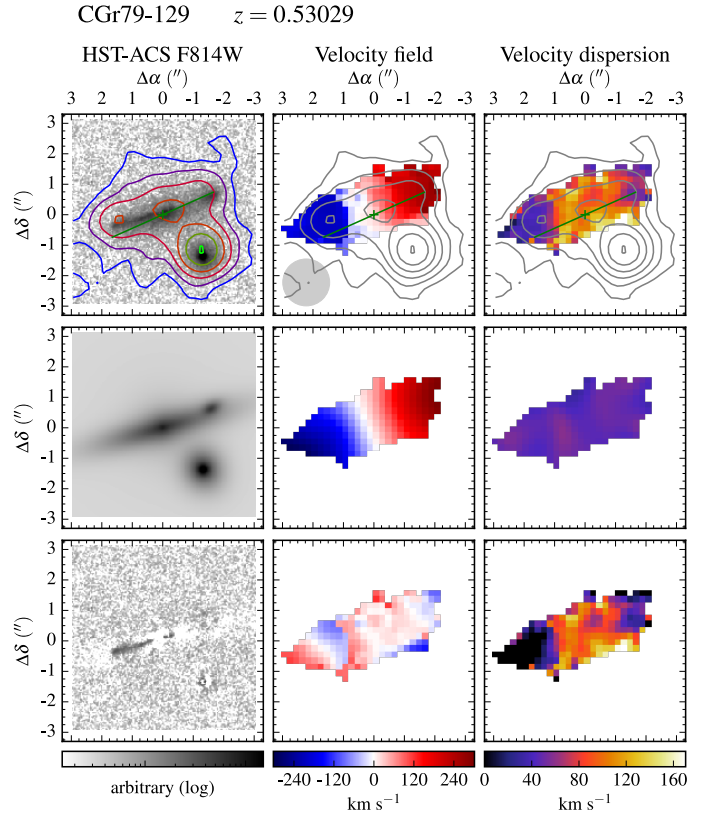 CGr79-129 z = 0.53029
HST-ACS F814W Velocity field Velocity dispersion
Δα (″) Δα (″) Δα (″)
3 2 1 0 -1 -2 -3 3 2 1 0 -1 -2 -3 3 2 1 0 -1 -2 -3
Δδ (″)
3
2
1
0
-1
-2
-3
Δδ (″)
3
2
1
0
-1
-2
-3
Δδ (″)
3
2
1
0
-1
-2
-3
-240 -120 0 120 240 0 40 80 120 160
arbitrary (log) km s⁻¹ km s⁻¹